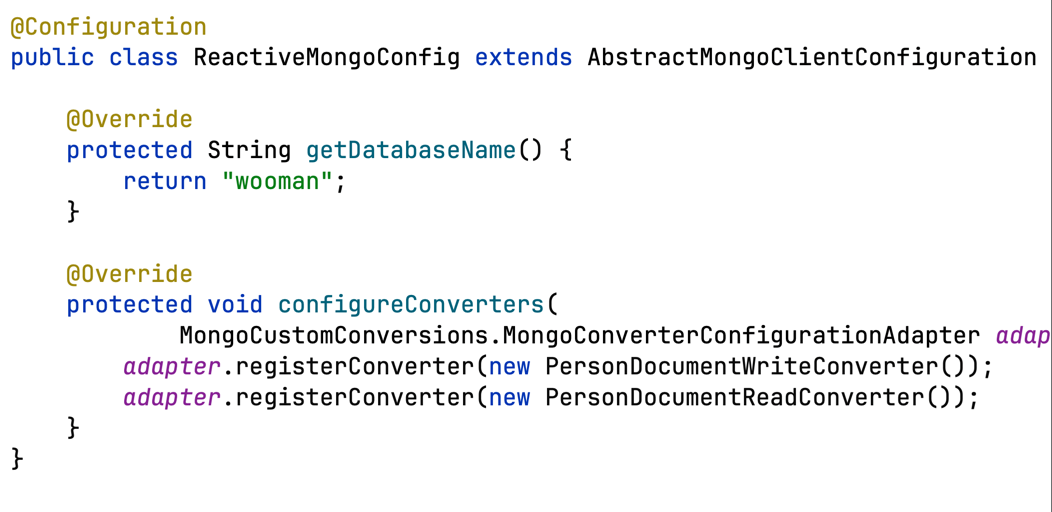 @Configuration
public class ReactiveMongoConfig extends AbstractMongoClientConfiguration
@Override
protected String getDatabaseName() {
return "wooman";
}
@Override
protected void configureConverters(
MongoCustomConversions.MongoConverterConfigurationAdapter adap
adapter.registerConverter(new PersonDocumentWriteConverter());
adapter.registerConverter(new PersonDocumentReadConverter());
}
}